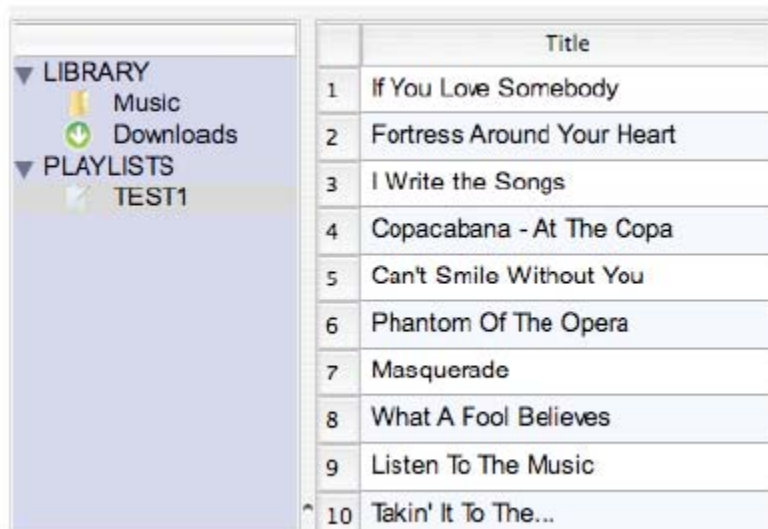 LIBRARY
Music
Downloads
PLAYLISTS
TEST1
Title
1 If You Love Somebody
2 Fortress Around Your Heart
3 I Write the Songs
4 Copacabana - At The Copa
5 Can't Smile Without You
6 Phantom Of The Opera
7 Masquerade
8 What A Fool Believes
9 Listen To The Music
10 Takin' It To The...